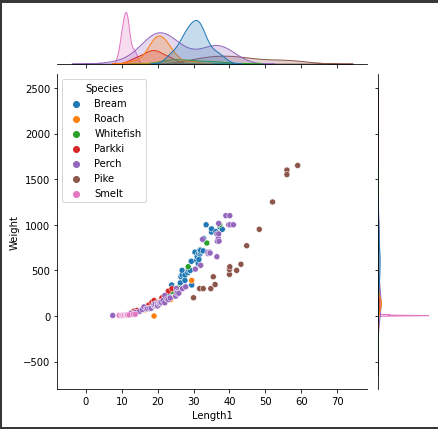 Species
Bream
Roach
Whitefish
Parkki
Perch
Pike
Smelt
2500
2000
1500
1000
500
0
−500
Weight
0 10 20 30 40 50 60 70
Length1